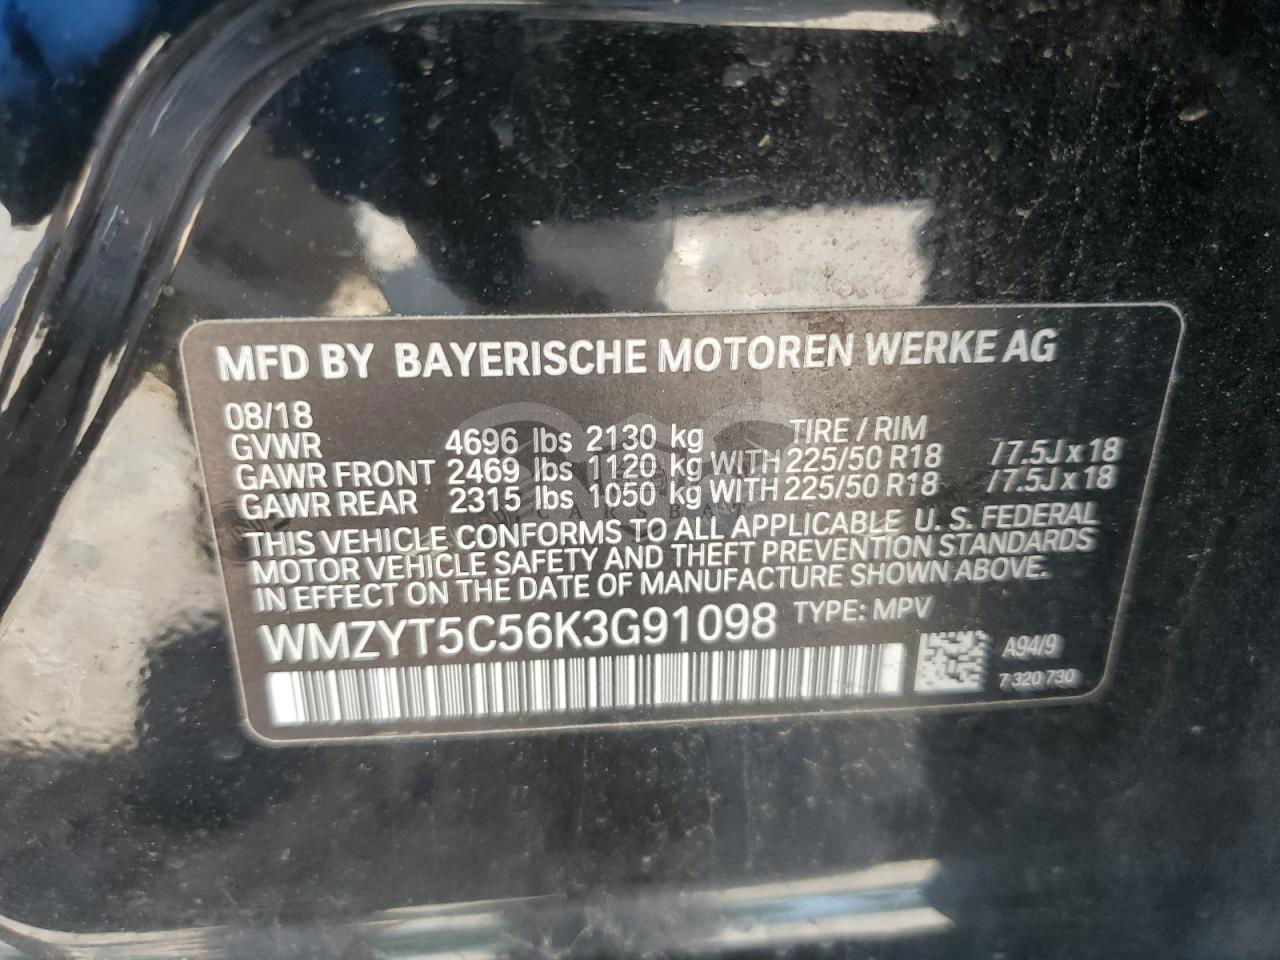 MFD BY BAYERISCHE MOTOREN WERKE AG
08/18
TIRE / RIM
GVWR 4696 lbs 2130 kg
GAWR FRONT 2469 lbs 1120 kg WITH 225/50 R18 / 7.5J x 18
GAWR REAR 2315 lbs 1050 kg WITH 225/50 R18 / 7.5J x 18
THIS VEHICLE CONFORMS TO ALL APPLICABLE U. S. FEDERAL
MOTOR VEHICLE SAFETY AND THEFT PREVENTION STANDARDS
IN EFFECT ON THE DATE OF MANUFACTURE SHOWN ABOVE.
WMZYT5C56K3G91098 TYPE: MPV
A94/9
7 320 730
CARSBAT